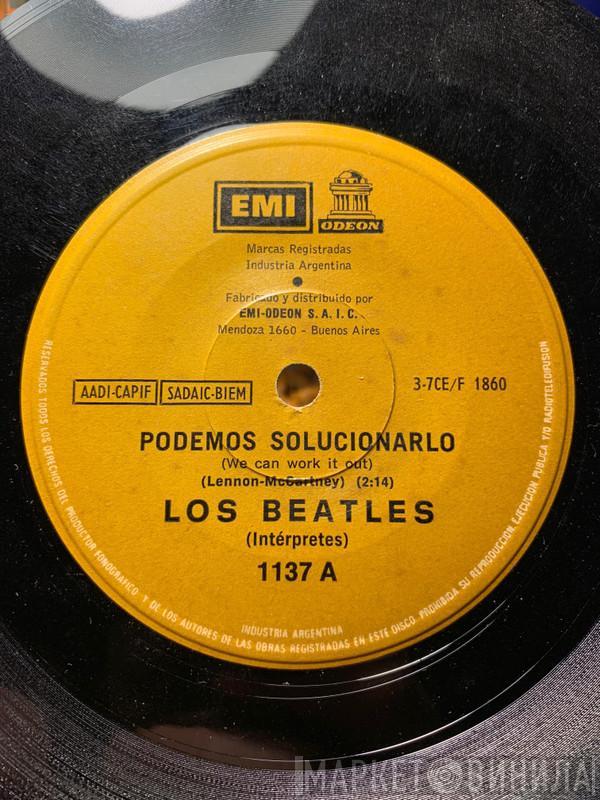 EMI
ODEON
Marcas Registradas
Industria Argentina
Fabricado y distribuido por
EMI-ODEON S. A. I. C.
Mendoza 1660 - Buenos Aires
AADI-CAPIF SADAIC-BIEM
3-7CE/F 1860
PODEMOS SOLUCIONARLO
(We can work it out)
(Lennon-McCartney) (2:14)
LOS BEATLES
(Intérpretes)
1137 A
INDUSTRIA ARGENTINA
RESERVADOS TODOS LOS DERECHOS DEL PRODUCTOR FONOGRAFICO Y DE LOS AUTORES DE LAS OBRAS REGISTRADAS EN ESTE DISCO. PROHIBIDA SU REPRODUCCION, EJECUCION PUBLICA Y/O RADIOTELEDIFUSION
МАРКЕТ ВИНИЛА